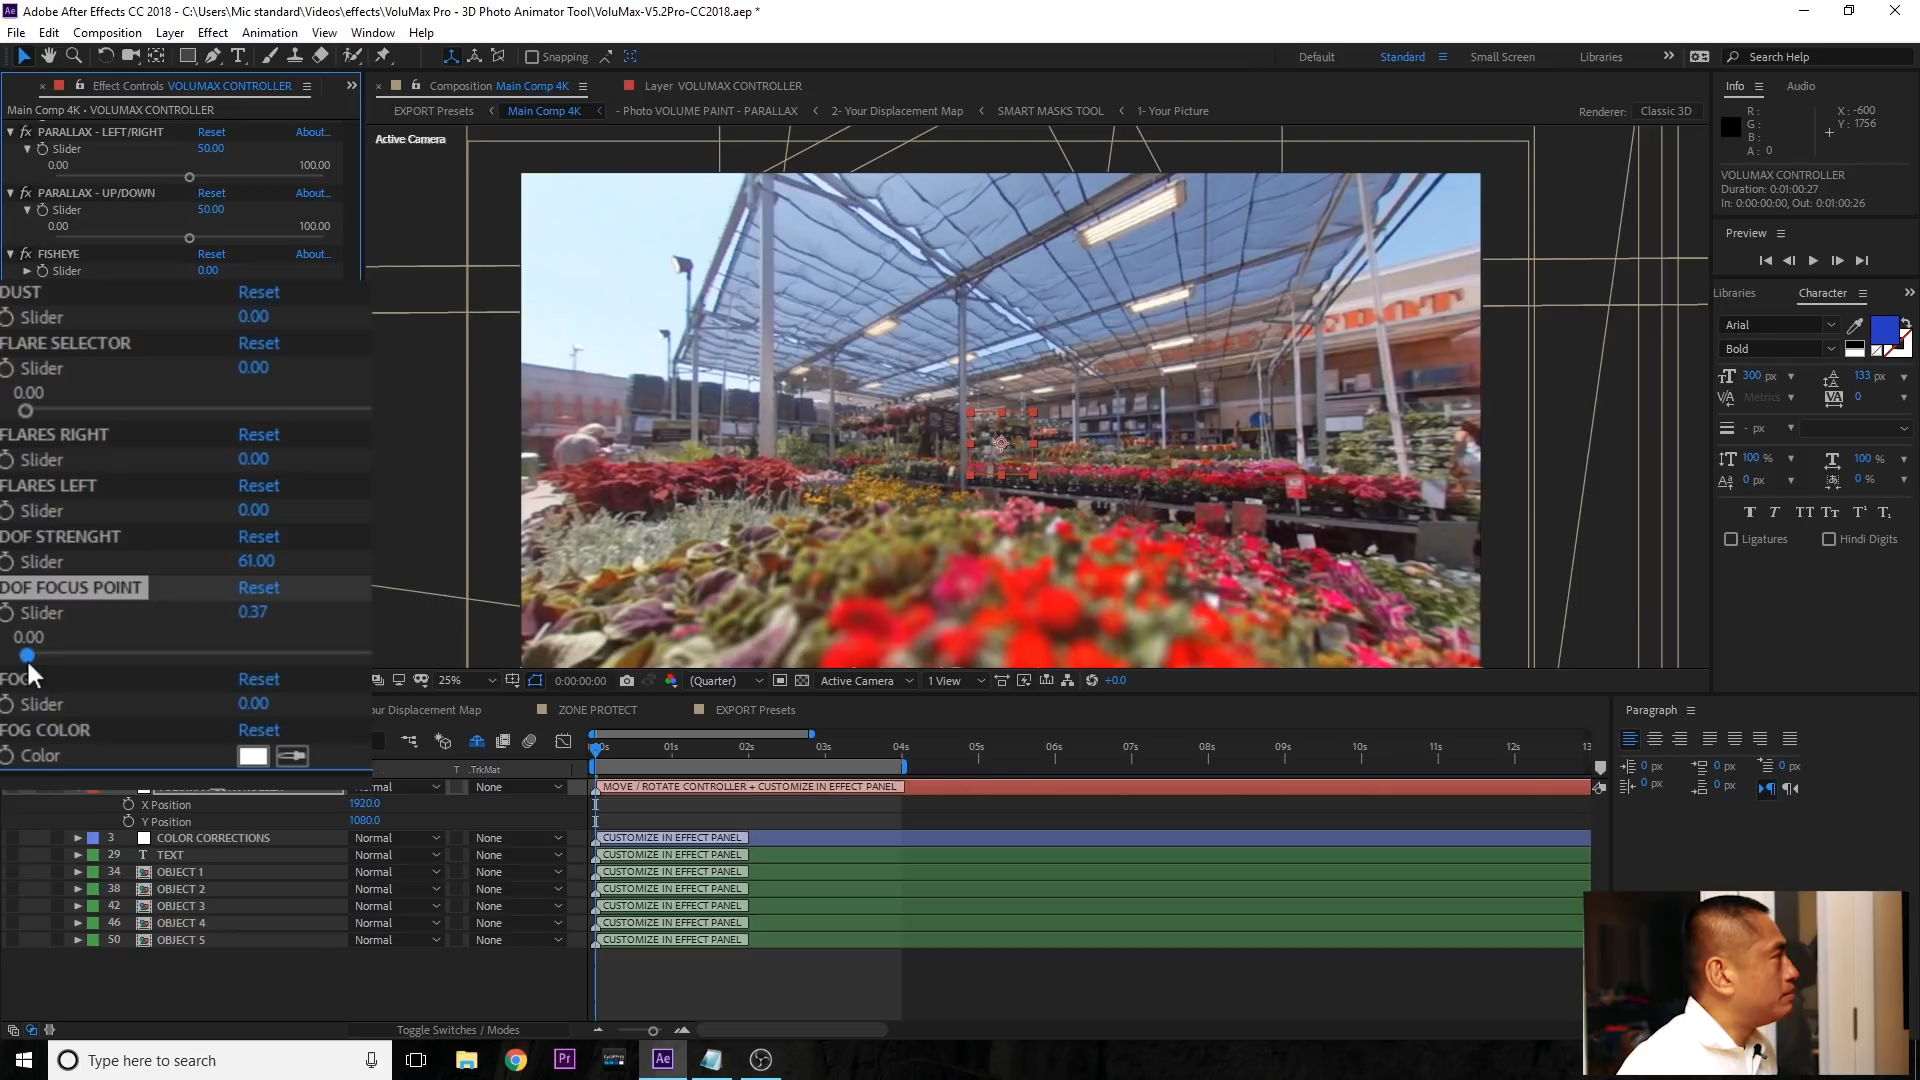 Adobe After Effects CC 2018 - C:\Users\Mic standard\Videos\effects\VoluMax Pro - 3D Photo Animator Tool\VoluMax-V5.2Pro-CC2018.aep *
File Edit Composition Layer Effect Animation View Window Help
Snapping
Default Standard Small Screen Libraries Search Help
Effect Controls VOLUMAX CONTROLLER
Composition Main Comp 4K
Layer VOLUMAX CONTROLLER
Info Audio
Main Comp 4K • VOLUMAX CONTROLLER
EXPORT Presets Main Comp 4K - Photo VOLUME PAINT - PARALLAX 2- Your Displacement Map SMART MASKS TOOL 1- Your Picture
Renderer: Classic 3D
R: X: -600
G: Y: 1756
B:
A: 0
Active Camera
PARALLAX - LEFT/RIGHT Reset About...
Slider 50.00
0.00 100.00
PARALLAX - UP/DOWN Reset About...
Slider 50.00
0.00 100.00
FISHEYE Reset About...
Slider 0.00
DUST Reset
Slider 0.00
FLARE SELECTOR Reset
Slider 0.00
0.00
FLARES RIGHT Reset
Slider 0.00
FLARES LEFT Reset
Slider 0.00
DOF STRENGHT Reset
Slider 61.00
DOF FOCUS POINT Reset
Slider 0.37
0.00
FOG Reset
Slider 0.00
FOG COLOR Reset
Color
VOLUMAX CONTROLLER
Duration: 0:01:00:27
In: 0:00:00:00, Out: 0:01:00:26
Preview
Libraries Character
Arial
Bold
300 px 133 px
Metrics 0
- px
100 % 100 %
0 px 0 %
Ligatures Hindi Digits
25% 0:00:00:00 (Quarter) Active Camera 1 View +0.0
our Displacement Map ZONE PROTECT EXPORT Presets
Paragraph
0 px 0 px 0 px
0 px 0 px
01s 02s 03s 04s 05s 06s 07s 08s 09s 10s 11s 12s 13
T .TrkMat
None MOVE / ROTATE CONTROLLER + CUSTOMIZE IN EFFECT PANEL
X Position 1920.0
Y Position 1080.0
3 COLOR CORRECTIONS Normal None CUSTOMIZE IN EFFECT PANEL
29 T TEXT Normal None CUSTOMIZE IN EFFECT PANEL
34 OBJECT 1 Normal None CUSTOMIZE IN EFFECT PANEL
38 OBJECT 2 Normal None CUSTOMIZE IN EFFECT PANEL
42 OBJECT 3 Normal None CUSTOMIZE IN EFFECT PANEL
46 OBJECT 4 Normal None CUSTOMIZE IN EFFECT PANEL
50 OBJECT 5 Normal None CUSTOMIZE IN EFFECT PANEL
Toggle Switches / Modes
Type here to search
Pr Ae